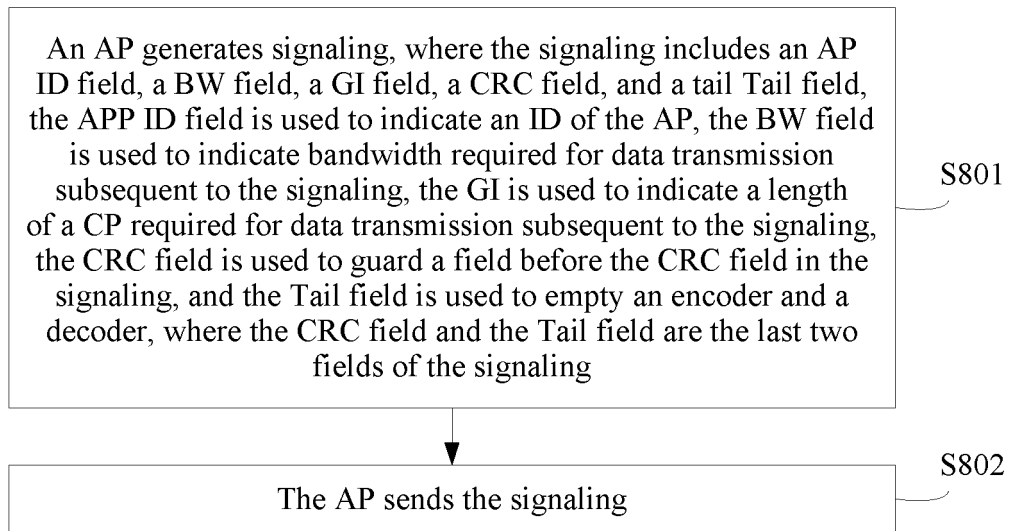 An AP generates signaling, where the signaling includes an AP
ID field, a BW field, a GI field, a CRC field, and a tail Tail field,
the APP ID field is used to indicate an ID of the AP, the BW field
is used to indicate bandwidth required for data transmission
subsequent to the signaling, the GI is used to indicate a length
of a CP required for data transmission subsequent to the signaling,
the CRC field is used to guard a field before the CRC field in the
signaling, and the Tail field is used to empty an encoder and a
decoder, where the CRC field and the Tail field are the last two
fields of the signaling
S801
The AP sends the signaling
S802